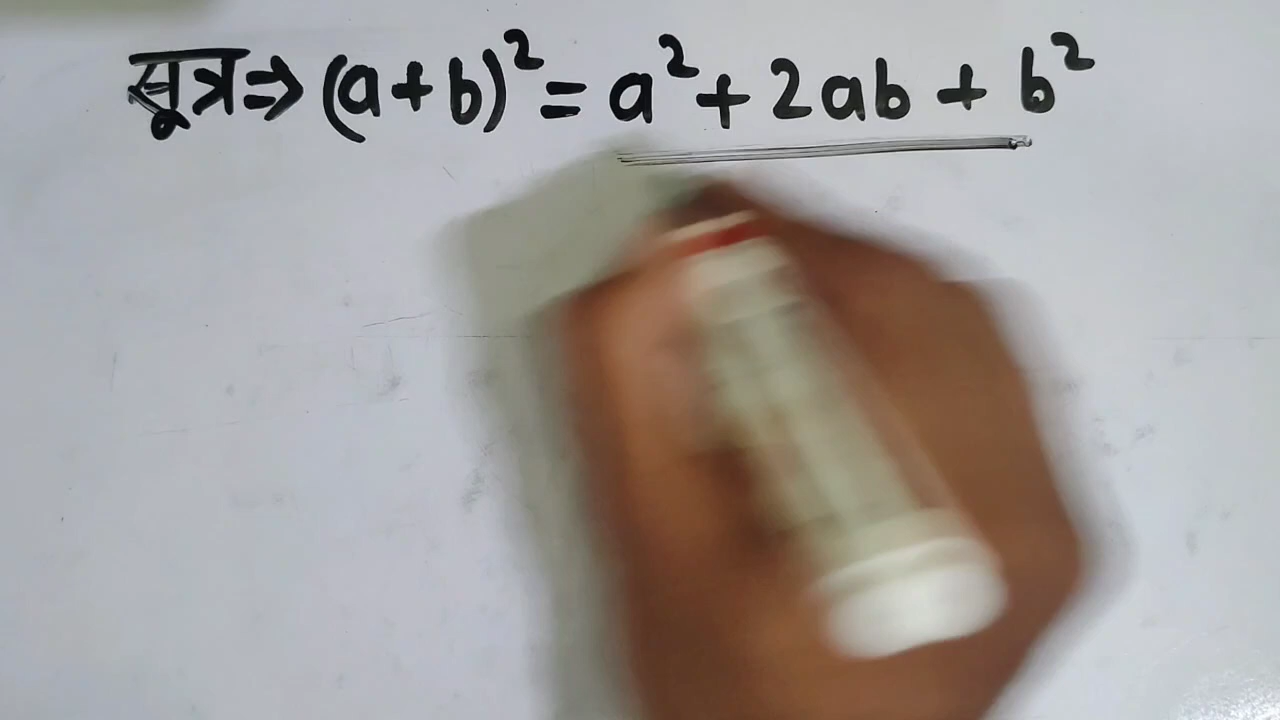 सूत्र⇒ (a+b)² = a² + 2ab + b²